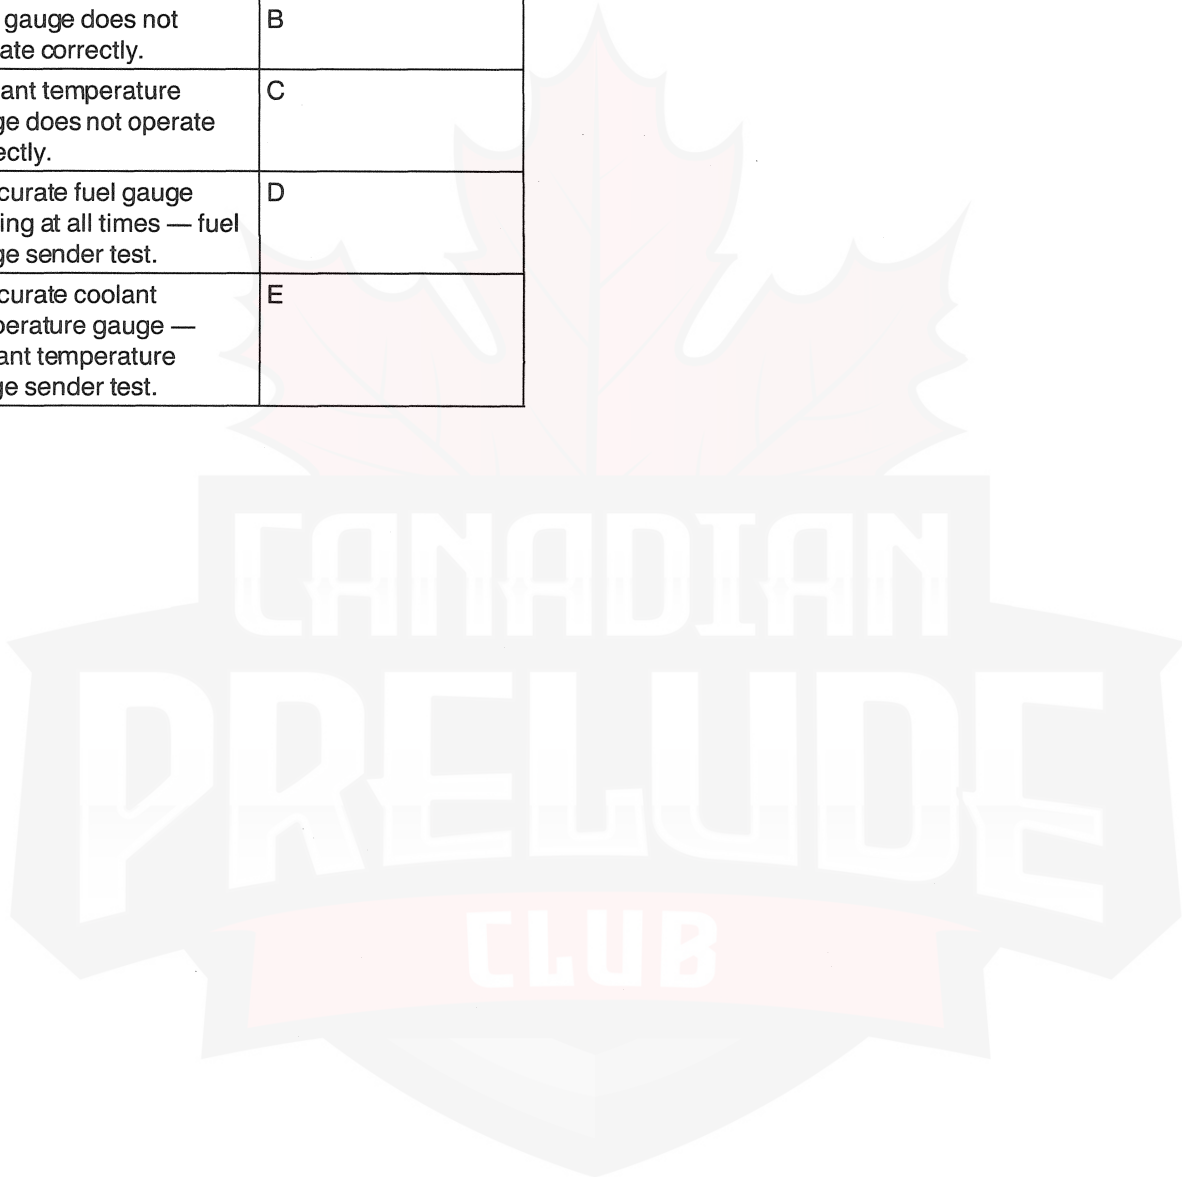 gauge does not
ate correctly.
B
ant temperature
ge does not operate
ectly.
C
curate fuel gauge
ing at all times — fuel
ge sender test.
D
curate coolant
perature gauge —
ant temperature
ge sender test.
E
CANADIAN
PRELUDE
CLUB